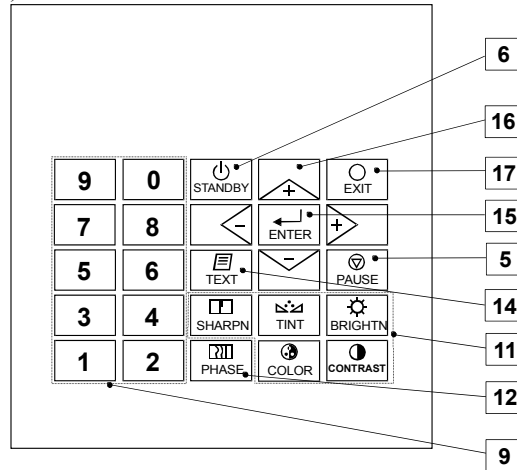 6
16
9 0 STANDBY + EXIT 17
7 8 - ENTER + 15
5 6 TEXT - PAUSE 5
14
3 4 SHARPN TINT BRIGHTN
11
1 2 PHASE COLOR CONTRAST
12
9